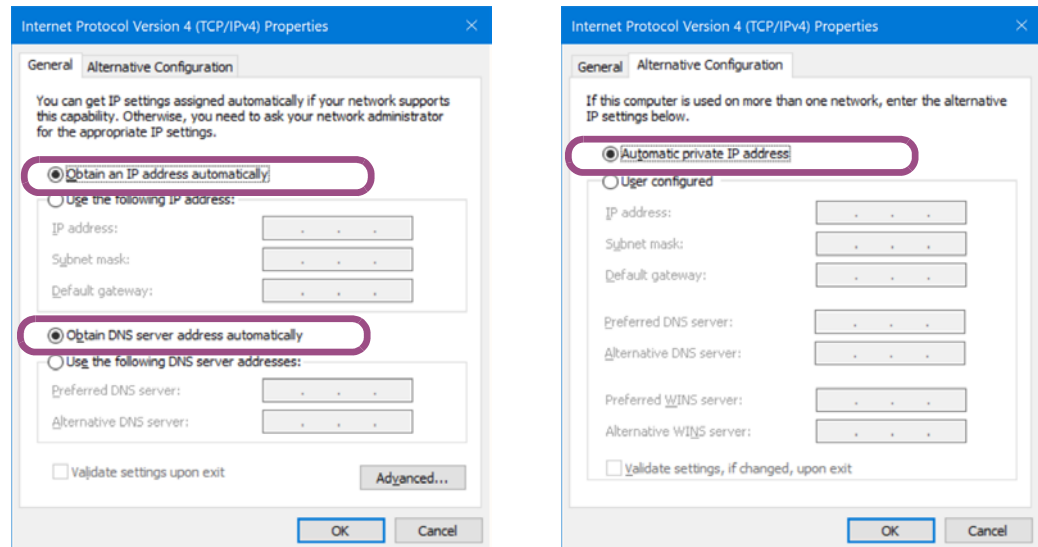 Internet Protocol Version 4 (TCP/IPv4) Properties
General
Alternative Configuration
You can get IP settings assigned automatically if your network supports
this capability. Otherwise, you need to ask your network administrator
for the appropriate IP settings.
Obtain an IP address automatically
Use the following IP address:
IP address:
Subnet mask:
Default gateway:
Obtain DNS server address automatically
Use the following DNS server addresses:
Preferred DNS server:
Alternative DNS server:
Validate settings upon exit
Advanced...
OK
Cancel
Internet Protocol Version 4 (TCP/IPv4) Properties
General
Alternative Configuration
If this computer is used on more than one network, enter the alternative
IP settings below.
Automatic private IP address
User configured
IP address:
Subnet mask:
Default gateway:
Preferred DNS server:
Alternative DNS server:
Preferred WINS server:
Alternative WINS server:
Validate settings, if changed, upon exit
OK
Cancel